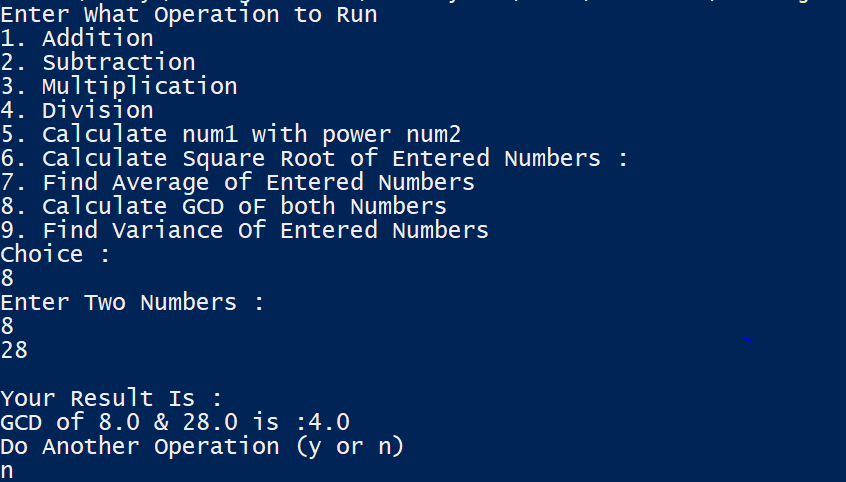 Enter What Operation to Run
1. Addition
2. Subtraction
3. Multiplication
4. Division
5. Calculate num1 with power num2
6. Calculate Square Root of Entered Numbers :
7. Find Average of Entered Numbers
8. Calculate GCD oF both Numbers
9. Find Variance Of Entered Numbers
Choice :
8
Enter Two Numbers :
8
28
Your Result Is :
GCD of 8.0 & 28.0 is :4.0
Do Another Operation (y or n)
n